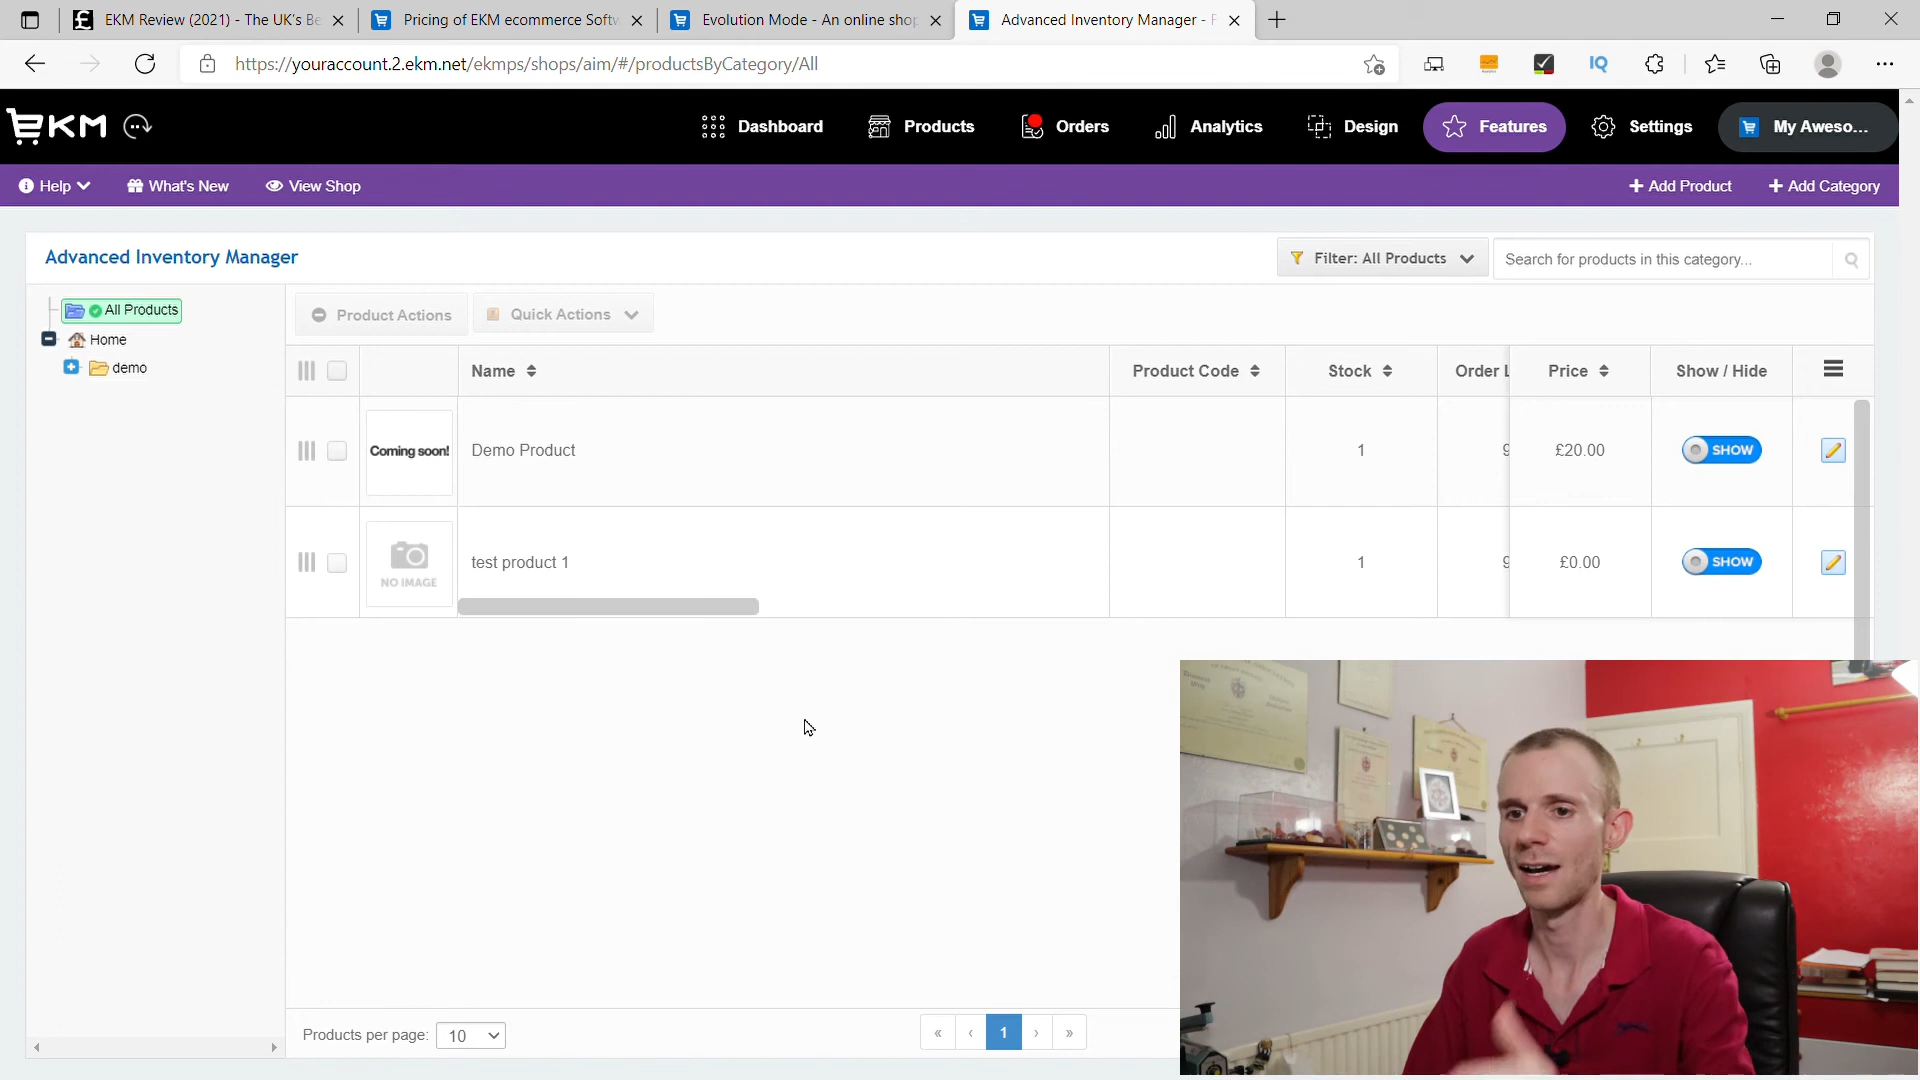 EKM Review (2021) - The UK's Be
Pricing of EKM ecommerce Softw
Evolution Mode - An online shop
Advanced Inventory Manager - F
https://youraccount.2.ekm.net/ekmps/shops/aim/#/productsByCategory/All
IQ
EKM
Dashboard
Products
Orders
Analytics
Design
Features
Settings
My Aweso...
Help
What's New
View Shop
+ Add Product
+ Add Category
Advanced Inventory Manager
Filter: All Products
Search for products in this category...
All Products
Home
demo
Product Actions
Quick Actions
Name
Product Code
Stock
Order L
Price
Show / Hide
Coming soon!
Demo Product
1
9
£20.00
SHOW
NO IMAGE
test product 1
1
9
£0.00
SHOW
Products per page: 10
« ‹ 1 › »